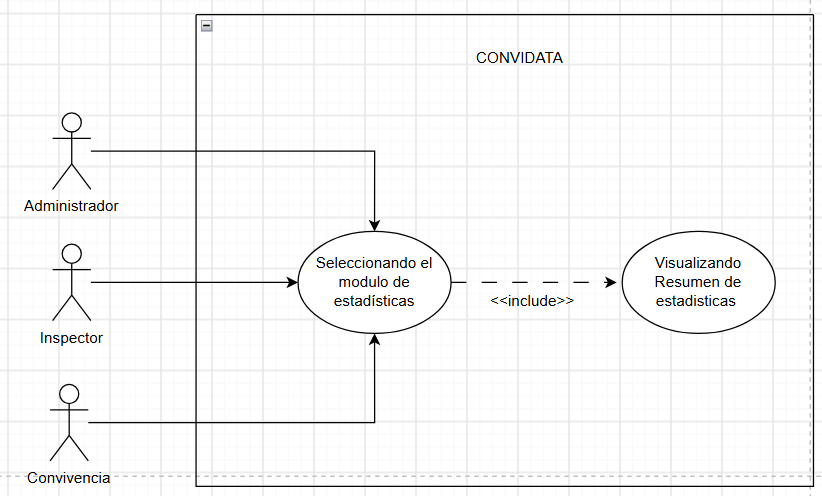 CONVIDATA
Administrador
Seleccionando el
modulo de
estadísticas
Visualizando
Resumen de
estadisticas
<<include>>
Inspector
Convivencia